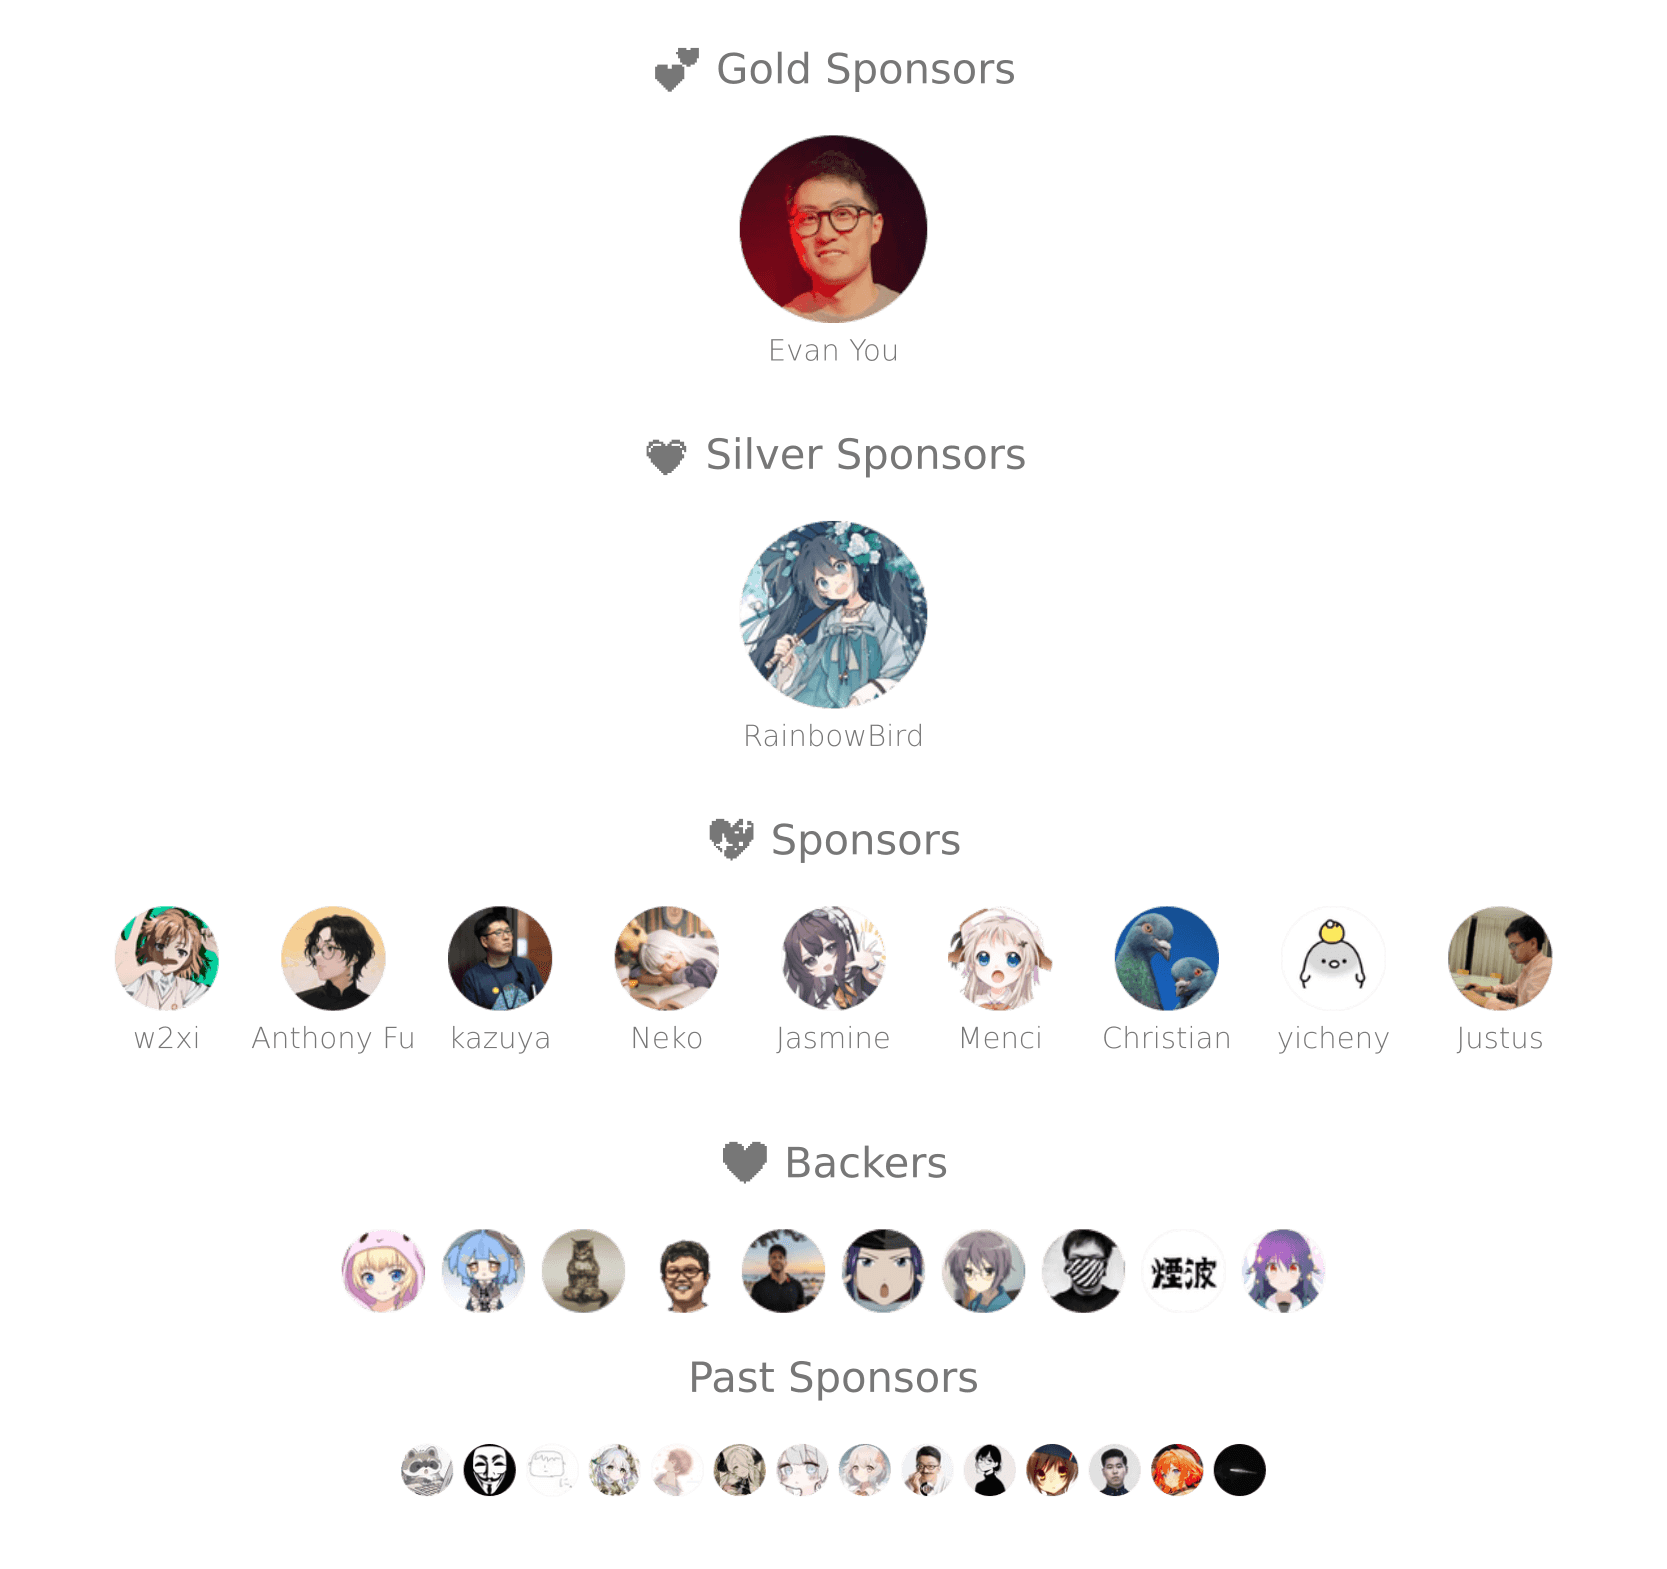 Gold Sponsors
Evan You
Silver Sponsors
RainbowBird
Sponsors
w2xi Anthony Fu kazuya Neko Jasmine Menci Christian yicheny Justus
Backers
煙波
Past Sponsors